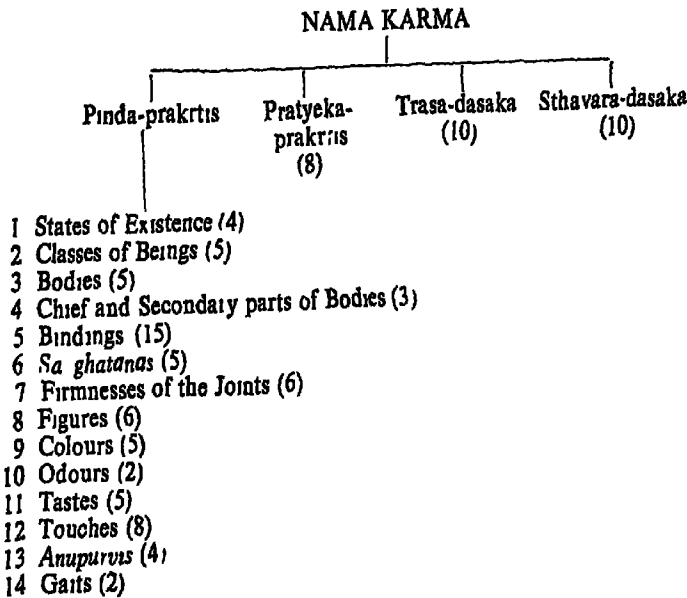 NAMA KARMA
Pinda-prakrtis Pratyeka- Trasa-dasaka Sthavara-dasaka
prakrtis (10) (10)
(8)
1 States of Existence (4)
2 Classes of Beings (5)
3 Bodies (5)
4 Chief and Secondary parts of Bodies (3)
5 Bindings (15)
6 Sa ghatanas (5)
7 Firmnesses of the Joints (6)
8 Figures (6)
9 Colours (5)
10 Odours (2)
11 Tastes (5)
12 Touches (8)
13 Anupurvis (4)
14 Gaits (2)